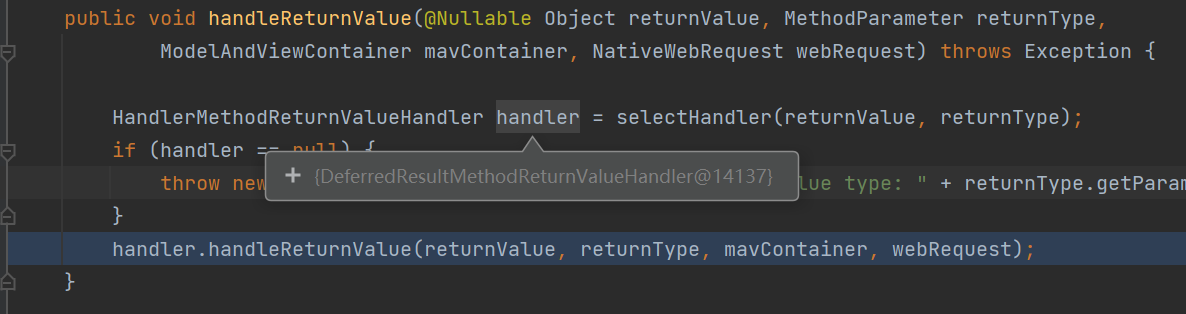 public void handleReturnValue(@Nullable Object returnValue, MethodParameter returnType,
ModelAndViewContainer mavContainer, NativeWebRequest webRequest) throws Exception {
HandlerMethodReturnValueHandler handler = selectHandler(returnValue, returnType);
if (handler == null) {
+ {DeferredResultMethodReturnValueHandler@14137}
throw new lue type: " + returnType.getParam
}
handler.handleReturnValue(returnValue, returnType, mavContainer, webRequest);
}